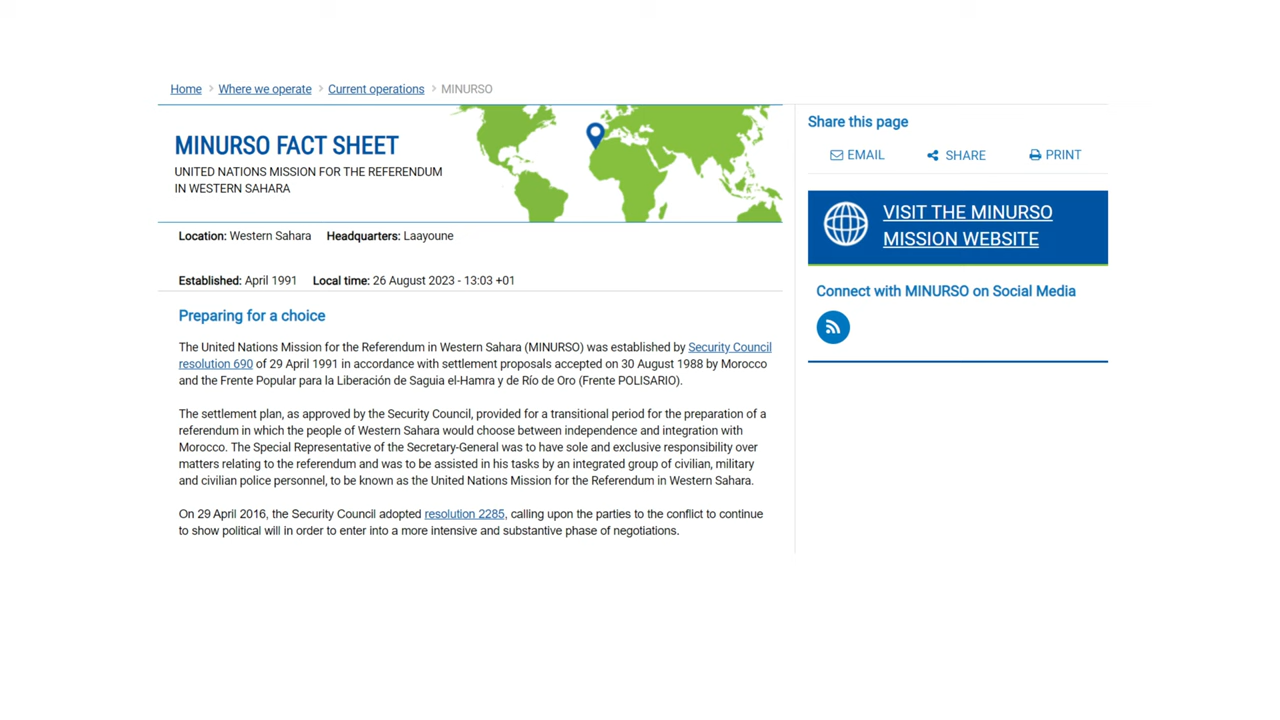 Home > Where we operate > Current operations > MINURSO
MINURSO FACT SHEET
UNITED NATIONS MISSION FOR THE REFERENDUM
IN WESTERN SAHARA
Location: Western Sahara Headquarters: Laayoune
Established: April 1991 Local time: 26 August 2023 - 13:03 +01
Preparing for a choice
The United Nations Mission for the Referendum in Western Sahara (MINURSO) was established by Security Council
resolution 690 of 29 April 1991 in accordance with settlement proposals accepted on 30 August 1988 by Morocco
and the Frente Popular para la Liberación de Saguia el-Hamra y de Río de Oro (Frente POLISARIO).
The settlement plan, as approved by the Security Council, provided for a transitional period for the preparation of a
referendum in which the people of Western Sahara would choose between independence and integration with
Morocco. The Special Representative of the Secretary-General was to have sole and exclusive responsibility over
matters relating to the referendum and was to be assisted in his tasks by an integrated group of civilian, military
and civilian police personnel, to be known as the United Nations Mission for the Referendum in Western Sahara.
On 29 April 2016, the Security Council adopted resolution 2285, calling upon the parties to the conflict to continue
to show political will in order to enter into a more intensive and substantive phase of negotiations.
Share this page
EMAIL SHARE PRINT
VISIT THE MINURSO
MISSION WEBSITE
Connect with MINURSO on Social Media